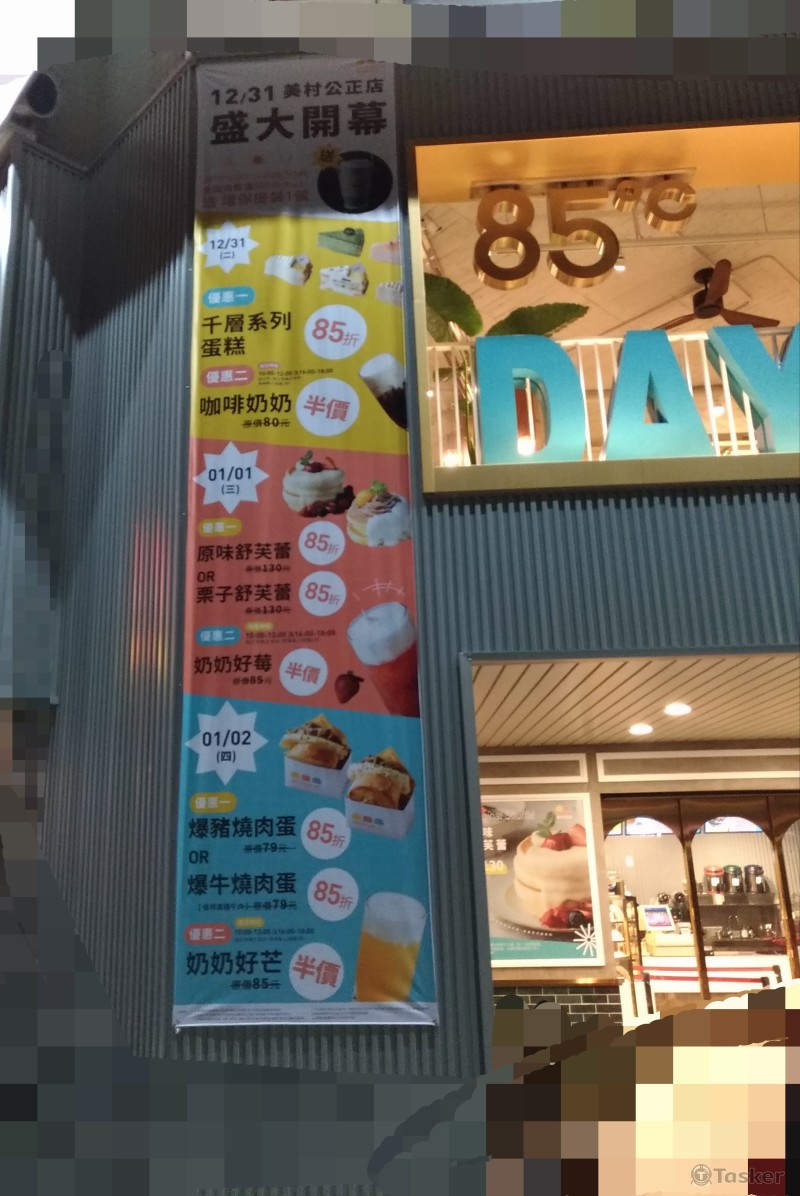 12/31 美村公正店
盛大開幕
送
12/31
(二)
優惠一
千層系列
蛋糕
85折
優惠二
咖啡奶奶
原價80元
半價
01/01
(三)
優惠一
原味舒芙蕾
原價130元
85折
OR
栗子舒芙蕾
原價130元
85折
優惠二
奶奶好莓
原價85元
半價
01/02
(四)
優惠一
爆豬燒肉蛋
原價79元
85折
OR
爆牛燒肉蛋
原價79元
85折
優惠二
奶奶好芒
原價85元
半價
85°C
DAY
Tasker